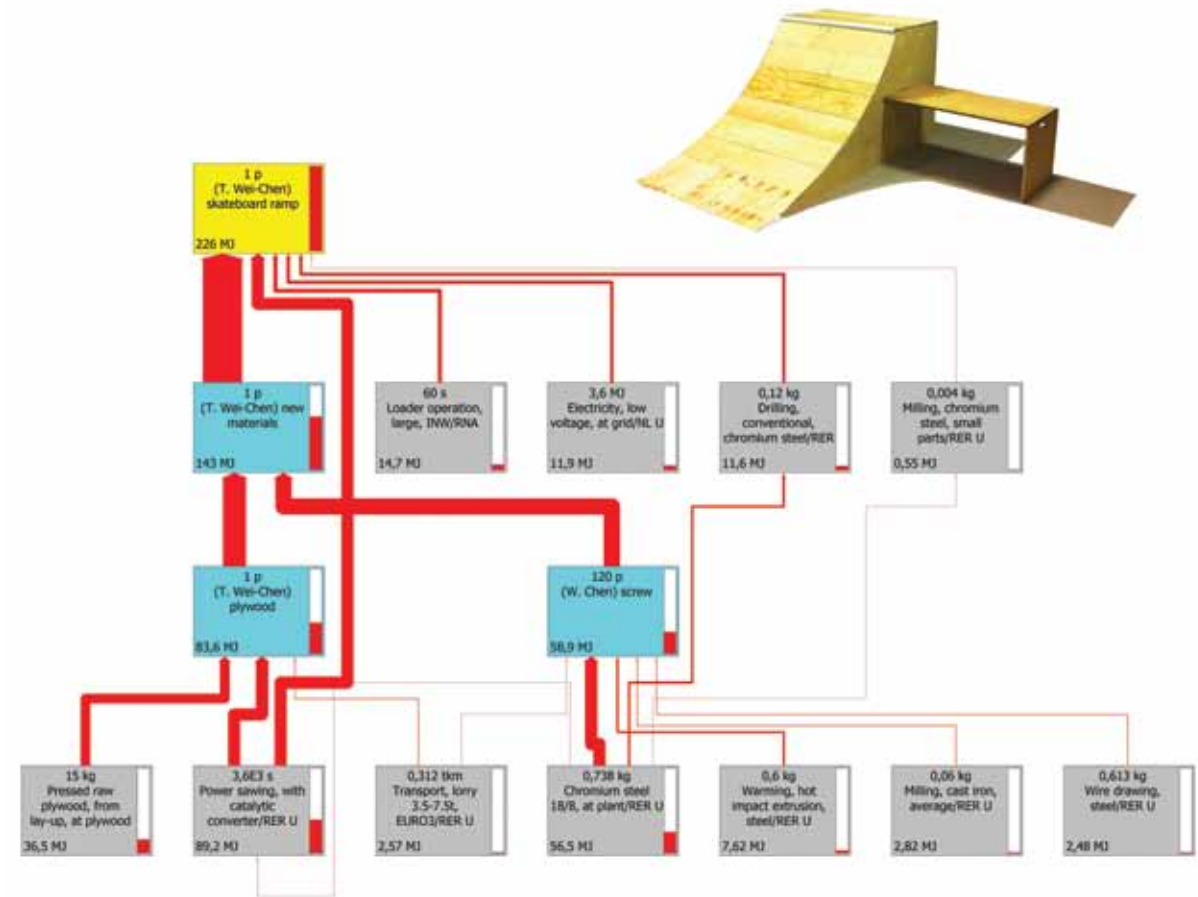 1 p
(T. Wei-Chen)
skateboard ramp
226 MJ
1 p
(T. Wei-Chen) new
materials
143 MJ
60 s
Loader operation,
large, INW/RNA
14,7 MJ
3,6 MJ
Electricity, low
voltage, at grid/NL U
11,9 MJ
0,12 kg
Drilling,
conventional,
chromium steel/RER
11,6 MJ
0,004 kg
Milling, chromium
steel, small
parts/RER U
0,55 MJ
1 p
(T. Wei-Chen)
plywood
83,6 MJ
120 p
(W. Chen) screw
58,9 MJ
15 kg
Pressed raw
plywood, from
lay-up, at plywood
36,5 MJ
3,6E3 s
Power sawing, with
catalytic
converter/RER U
89,2 MJ
0,312 tkm
Transport, lorry
3.5-7.5t,
EURO3/RER U
2,57 MJ
0,738 kg
Chromium steel
18/8, at plant/RER U
56,5 MJ
0,6 kg
Warming, hot
impact extrusion,
steel/RER U
7,62 MJ
0,06 kg
Milling, cast iron,
average/RER U
2,82 MJ
0,613 kg
Wire drawing,
steel/RER U
2,48 MJ